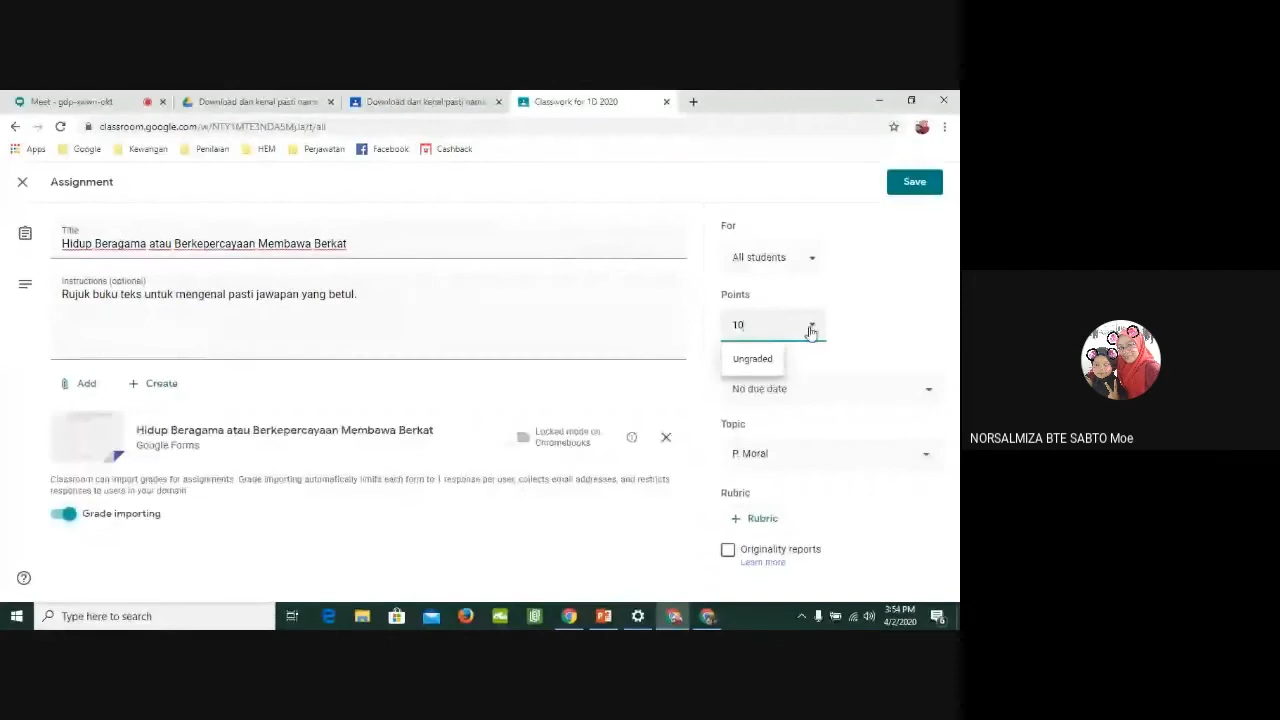 Meet - gdp-
Download dan kenal pasti nama
Download dan kenal pasti nama
Classwork for 1D 2020
Apps
Google
Kewangan
Penilaian
HEM
Perjawatan
Facebook
Cashback
Assignment
Save
Title
Hidup Beragama atau Berkepercayaan Membawa Berkat
Instructions (optional)
Rujuk buku teks untuk mengenal pasti jawapan yang betul.
Add
+ Create
Hidup Beragama atau Berkepercayaan Membawa Berkat
Google Forms
Locked mode on
Chromebooks
Classroom can import grades for assignments. Grade importing automatically limits each form to 1 response per user, collects email addresses, and restricts
responses to users in your domain
Grade importing
For
All students
Points
10
Ungraded
No due date
Topic
P. Moral
Rubric
+ Rubric
Originality reports
Learn more
NORSALMIZA BTE SABTO Moe
Type here to search
3:54 PM
4/2/2020